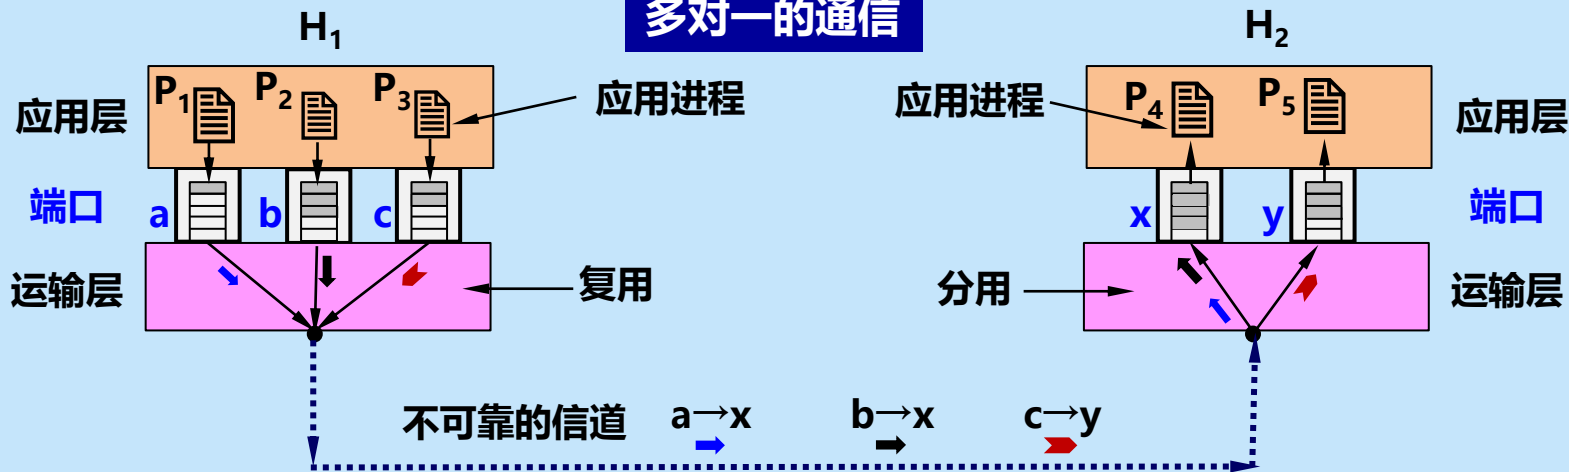 多对一的通信
H₁
H₂
P₁
P₂
P₃
应用进程
应用进程
P₄
P₅
应用层
应用层
端口
a
b
c
x
y
端口
运输层
复用
分用
运输层
不可靠的信道
a→x
b→x
c→y